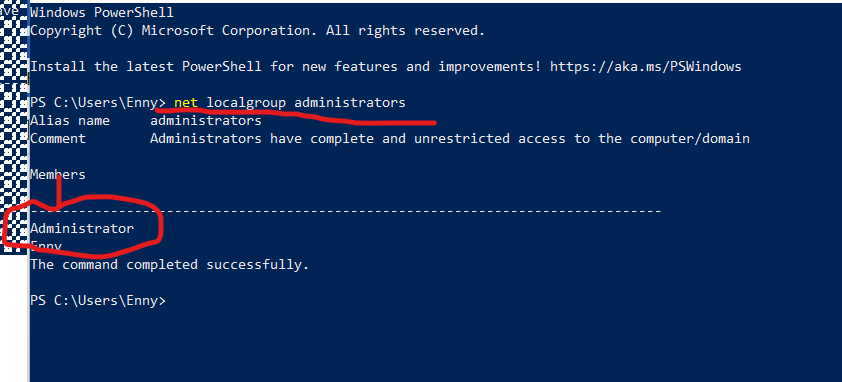 ave
Windows PowerShell
Copyright (C) Microsoft Corporation. All rights reserved.
Install the latest PowerShell for new features and improvements! https://aka.ms/PSWindows
PS C:\Users\Enny> net localgroup administrators
Alias name     administrators
Comment        Administrators have complete and unrestricted access to the computer/domain
Members
-------------------------------------------------------------------------------
Administrator
Enny
The command completed successfully.
PS C:\Users\Enny>